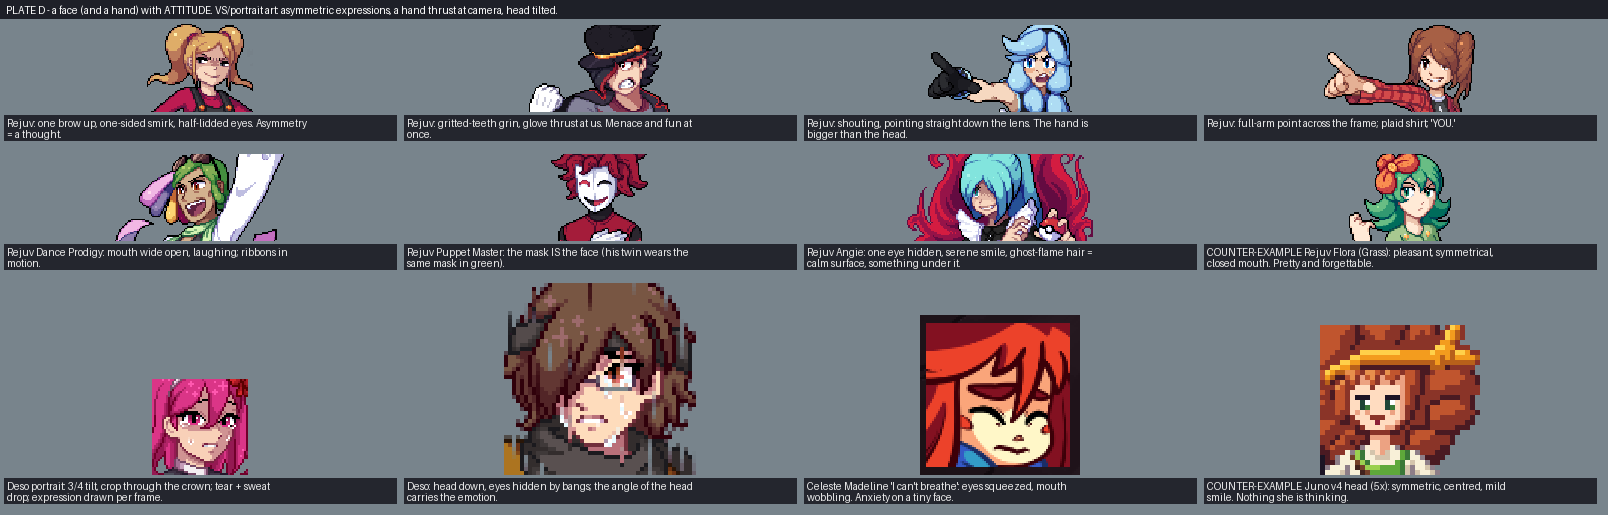 PLATE D - a face (and a hand) with ATTITUDE. VS/portrait art: asymmetric expressions, a hand thrust at camera, head tilted.
Rejuv: one brow up, one-sided smirk, half-lidded eyes. Asymmetry
= a thought.
Rejuv: gritted-teeth grin, glove thrust at us. Menace and fun at
once.
Rejuv: shouting, pointing straight down the lens. The hand is
bigger than the head.
Rejuv: full-arm point across the frame; plaid shirt; 'YOU.'
Rejuv Dance Prodigy: mouth wide open, laughing; ribbons in
motion.
Rejuv Puppet Master: the mask IS the face (his twin wears the
same mask in green).
Rejuv Angie: one eye hidden, serene smile, ghost-flame hair =
calm surface, something under it.
COUNTER-EXAMPLE Rejuv Flora (Grass): pleasant, symmetrical,
closed mouth. Pretty and forgettable.
Deso portrait: 3/4 tilt, crop through the crown; tear + sweat
drop; expression drawn per frame.
Deso: head down, eyes hidden by bangs; the angle of the head
carries the emotion.
Celeste Madeline 'I can't breathe': eyes squeezed, mouth
wobbling. Anxiety on a tiny face.
COUNTER-EXAMPLE Juno v4 head (5x): symmetric, centred, mild
smile. Nothing she is thinking.